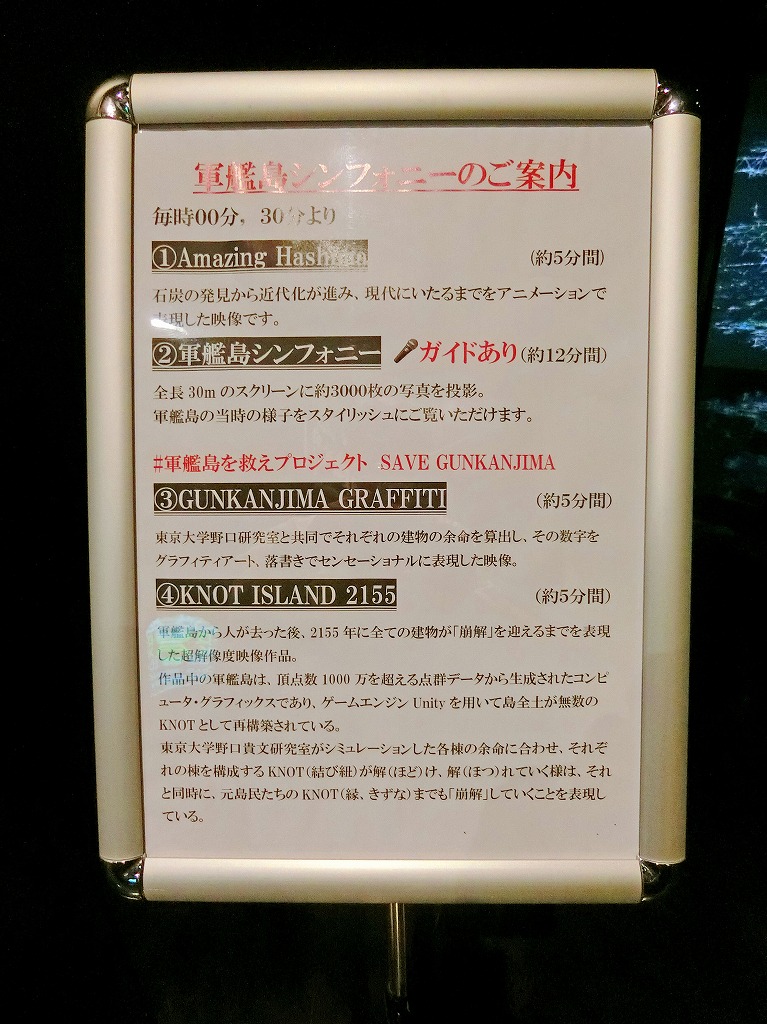 軍艦島シンフォニーのご案内
毎時00分，30分より
①Amazing Hashima (約5分間)
石炭の発見から近代化が進み、現代にいたるまでをアニメーションで
表現した映像です。
②軍艦島シンフォニー ガイドあり(約12分間)
全長30mのスクリーンに約3000枚の写真を投影。
軍艦島の当時の様子をスタイリッシュにご覧いただけます。
#軍艦島を救えプロジェクト SAVE GUNKANJIMA
③GUNKANJIMA GRAFFITI (約5分間)
東京大学野口研究室と共同でそれぞれの建物の余命を算出し、その数字を
グラフィティアート、落書きでセンセーショナルに表現した映像。
④KNOT ISLAND 2155 (約5分間)
軍艦島から人が去った後、2155年に全ての建物が「崩解」を迎えるまでを表現
した超解像度映像作品。
作品中の軍艦島は、頂点数1000万を超える点群データから生成されたコンピ
ュータ・グラフィックスであり、ゲームエンジンUnityを用いて島全土が無数の
KNOTとして再構築されている。
東京大学野口貴文研究室がシミュレーションした各棟の余命に合わせ、それぞ
れの棟を構成するKNOT(結び紐)が解(ほど)け、解(ほつ)れていく様は、それ
と同時に、元島民たちのKNOT(縁、きずな)までも「崩解」していくことを表現し
ている。